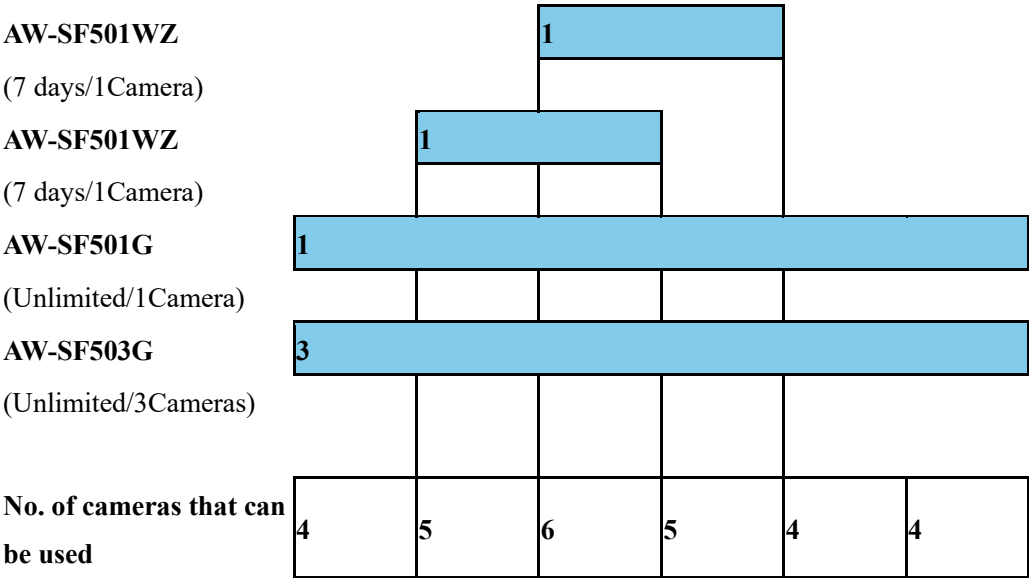 AW-SF501WZ
1
(7 days/1Camera)
AW-SF501WZ
1
(7 days/1Camera)
AW-SF501G
1
(Unlimited/1Camera)
AW-SF503G
3
(Unlimited/3Cameras)
No. of cameras that can
be used
4 5 6 5 4 4